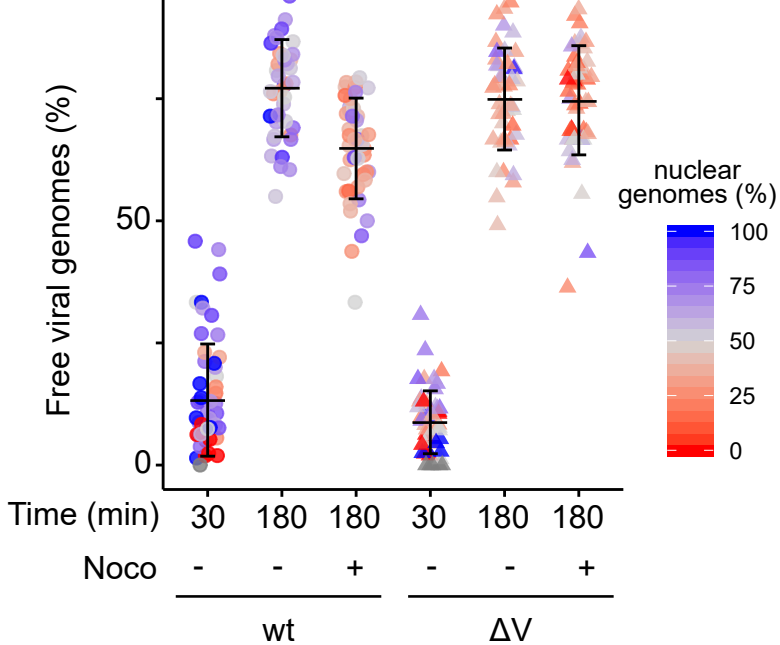 Free viral genomes (%)
50
0
nuclear
genomes (%)
100
75
50
25
0
Time (min) 30 180 180 30 180 180
Noco - - + - - +
wt ΔV